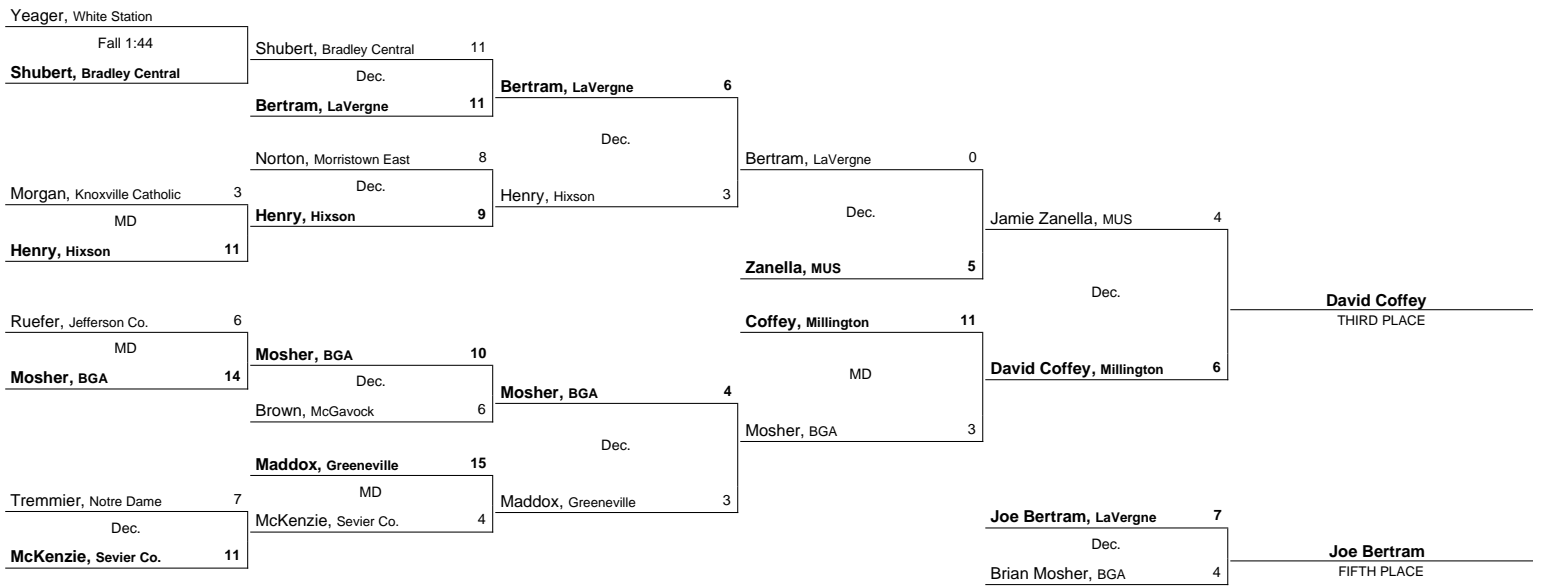 Yeager, White Station
Fall 1:44
Shubert, Bradley Central
Morgan, Knoxville Catholic 3
MD
Henry, Hixson 11
Ruefer, Jefferson Co. 6
MD
Mosher, BGA 14
Tremmier, Notre Dame 7
Dec.
McKenzie, Sevier Co. 11
Shubert, Bradley Central 11
Dec.
Bertram, LaVergne 11
Norton, Morristown East 8
Dec.
Henry, Hixson 9
Mosher, BGA 10
Dec.
Brown, McGavock 6
Maddox, Greeneville 15
MD
McKenzie, Sevier Co. 4
Bertram, LaVergne 6
Dec.
Henry, Hixson 3
Mosher, BGA 4
Dec.
Maddox, Greeneville 3
Bertram, LaVergne 0
Dec.
Zanella, MUS 5
Coffey, Millington 11
MD
Mosher, BGA 3
Jamie Zanella, MUS 4
Dec.
David Coffey, Millington 6
David Coffey
THIRD PLACE
Joe Bertram, LaVergne 7
Dec.
Brian Mosher, BGA 4
Joe Bertram
FIFTH PLACE